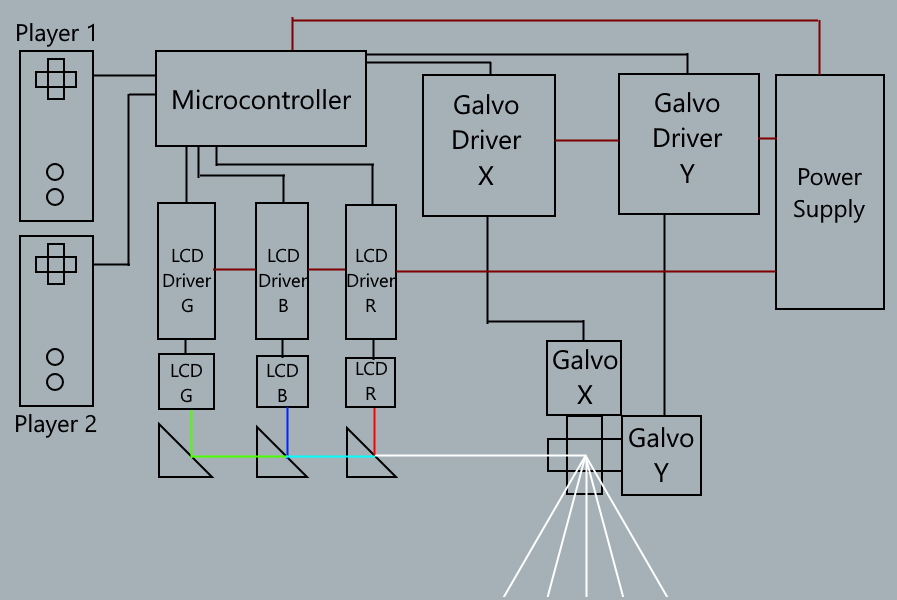 Player 1
Microcontroller
Galvo
Driver
X
Galvo
Driver
Y
Power
Supply
LCD
Driver
G
LCD
Driver
B
LCD
Driver
R
LCD
G
LCD
B
LCD
R
Galvo
X
Galvo
Y
Player 2